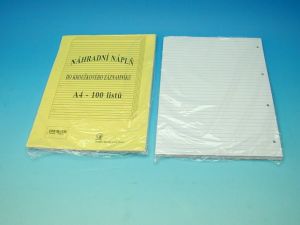 NÁHRADNÍ NÁPLŇ
DO KROUŽKOVÉHO ZÁZNAMNÍKU
A4 - 100 listů